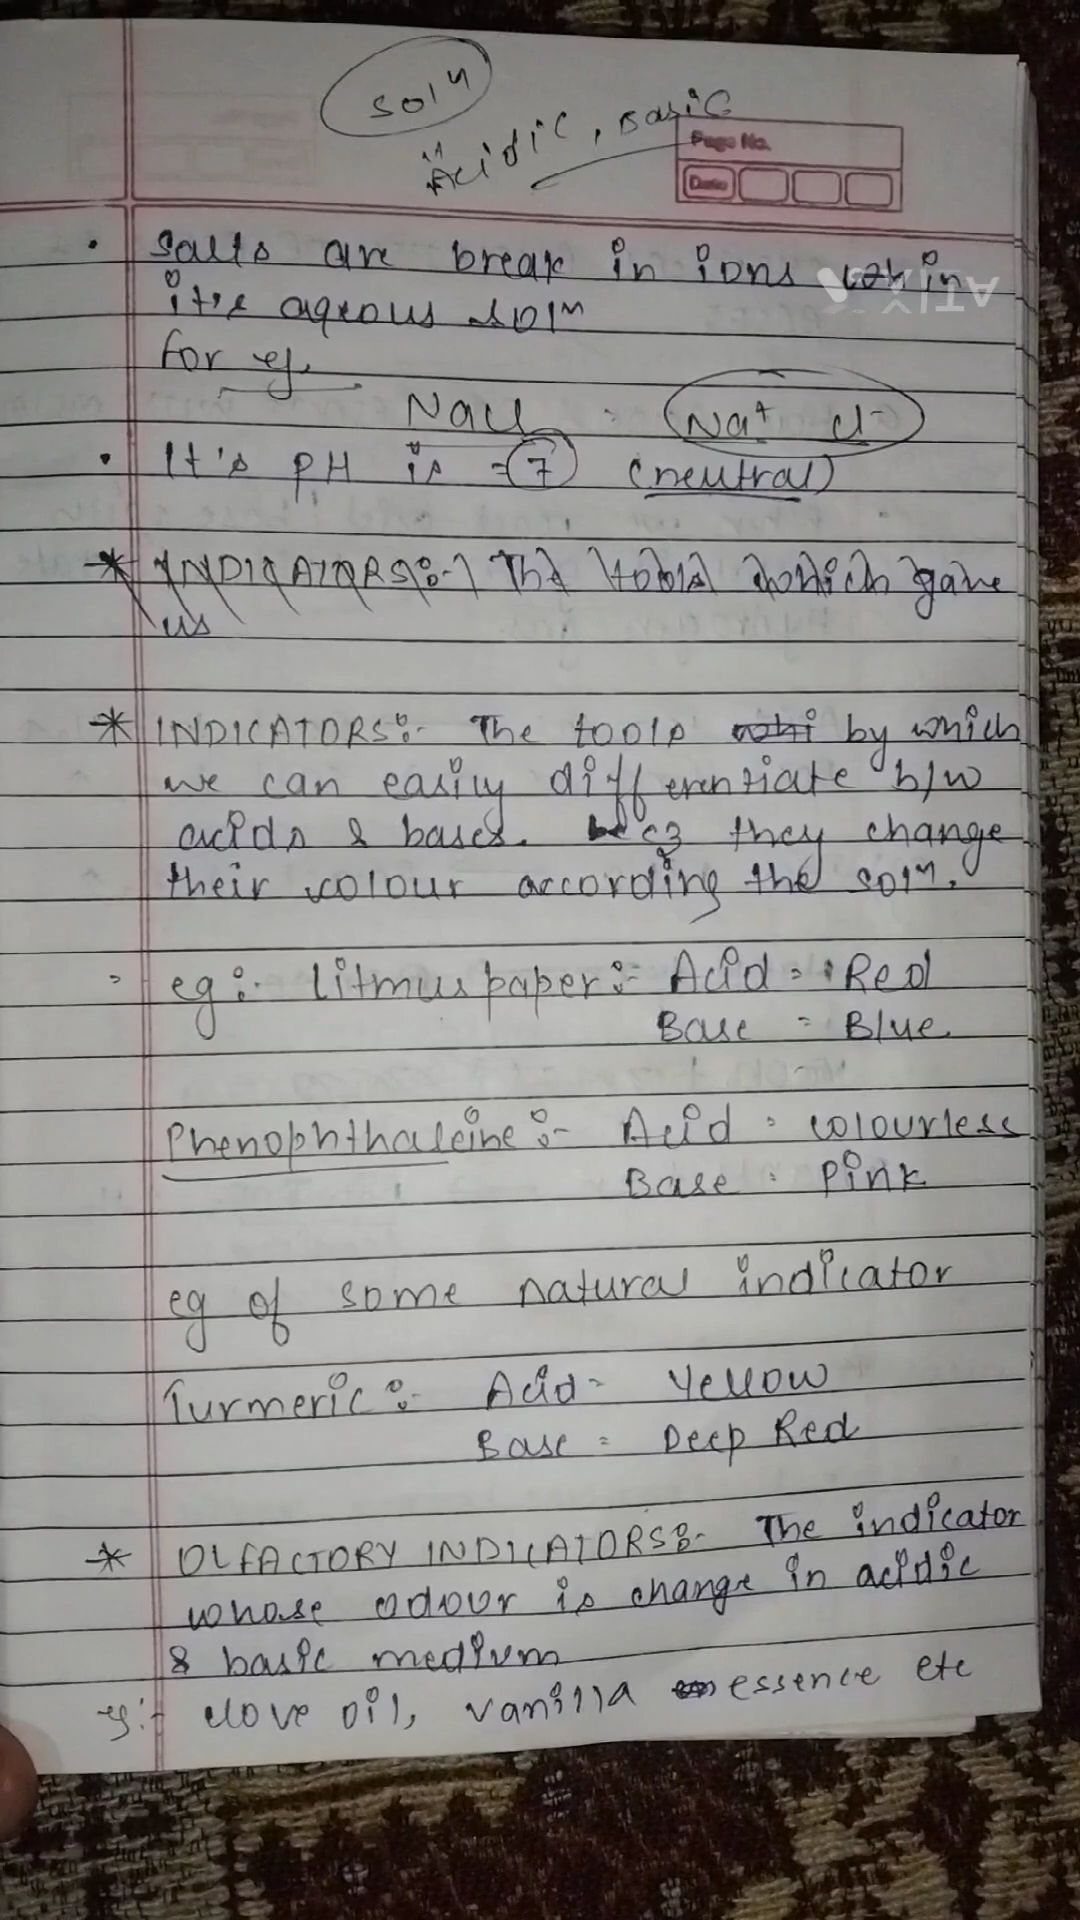 soln
Acidic, Basic
Page No.
Date
• Salts are break in ions when in
it's aqeous soln
for eg.
NaCl : Na+ Cl-
• It's pH is =7 (neutral)
* INDICATORS:- The tools which gave
us
* INDICATORS:- The tools whi by which
we can easily differentiate b/w
acids & bases. bcz they change
their colour according the soln.
eg:- litmus paper:- Acid = Red
Base = Blue
Phenophthaleine:- Acid = colourless
Base = Pink
eg of some natural indicator
Turmeric:- Acid = Yellow
Base = Deep Red
* OLFACTORY INDICATORS:- The indicator
whose odour is change in acidic
& basic medium
eg:- clove oil, vanilla essence etc